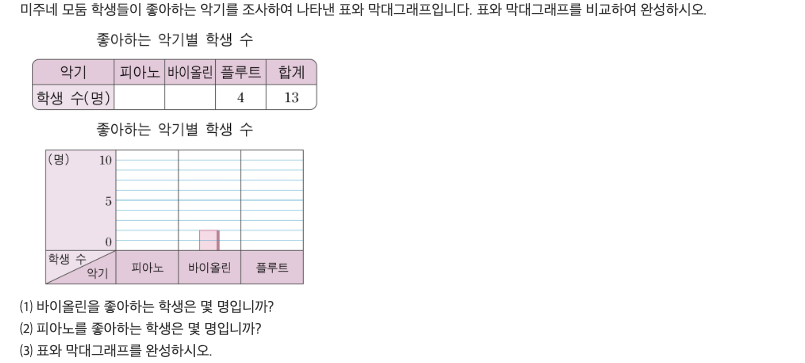 미주네 모둠 학생들이 좋아하는 악기를 조사하여 나타낸 표와 막대그래프입니다. 표와 막대그래프를 비교하여 완성하시오.
좋아하는 악기별 학생 수
악기 피아노 바이올린 플루트 합계
학생 수(명) 4 13
좋아하는 악기별 학생 수
(명) 10
5
0
학생 수
악기 피아노 바이올린 플루트
(1) 바이올린을 좋아하는 학생은 몇 명입니까?
(2) 피아노를 좋아하는 학생은 몇 명입니까?
(3) 표와 막대그래프를 완성하시오.